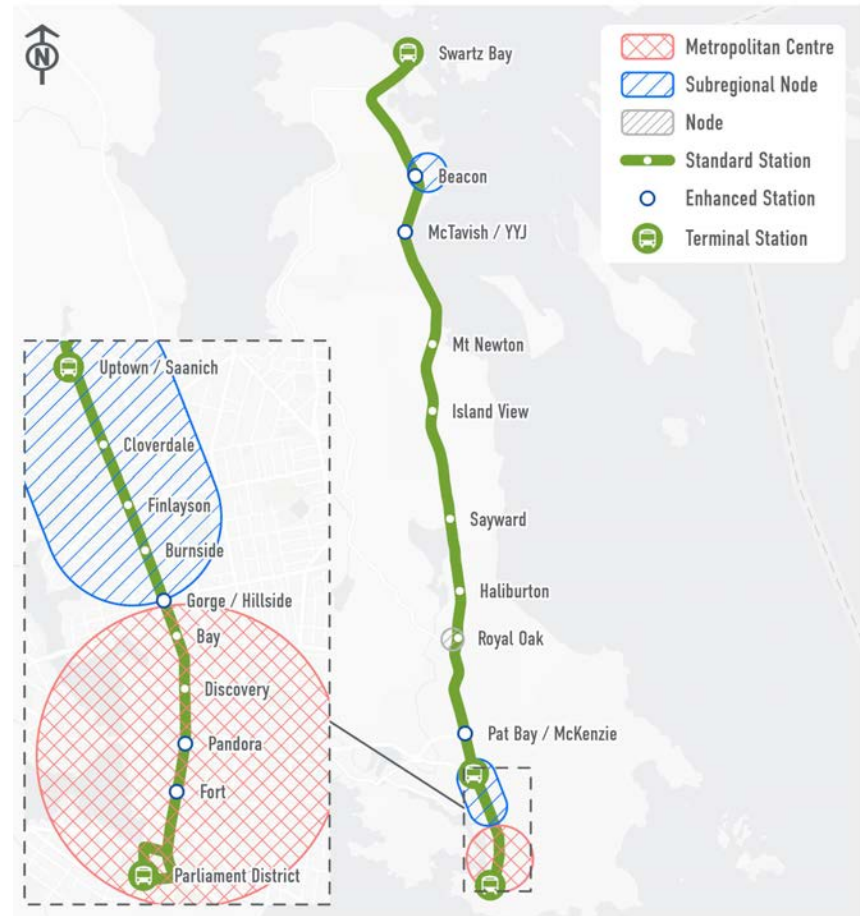 N
Swartz Bay
Beacon
McTavish / YYJ
Mt Newton
Island View
Sayward
Haliburton
Royal Oak
Pat Bay / McKenzie
Metropolitan Centre
Subregional Node
Node
Standard Station
Enhanced Station
Terminal Station
Uptown / Saanich
Cloverdale
Finlayson
Burnside
Gorge / Hillside
Bay
Discovery
Pandora
Fort
Parliament District